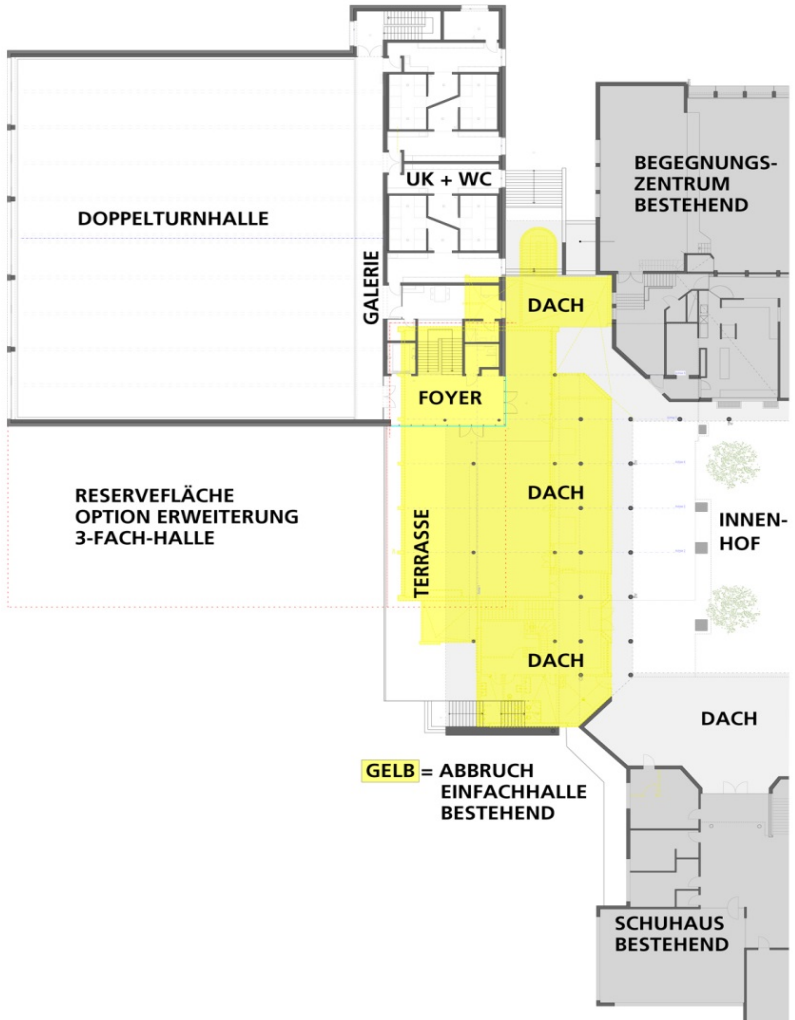 BEGEGNUNGS-
ZENTRUM
BESTEHEND
UK + WC
DOPPELTURNHALLE
GALERIE
DACH
FOYER
RESERVEFLÄCHE
OPTION ERWEITERUNG
3-FACH-HALLE
TERRASSE
DACH
INNEN-
HOF
DACH
DACH
GELB = ABBRUCH
EINFACHHALLE
BESTEHEND
SCHUHAUS
BESTEHEND